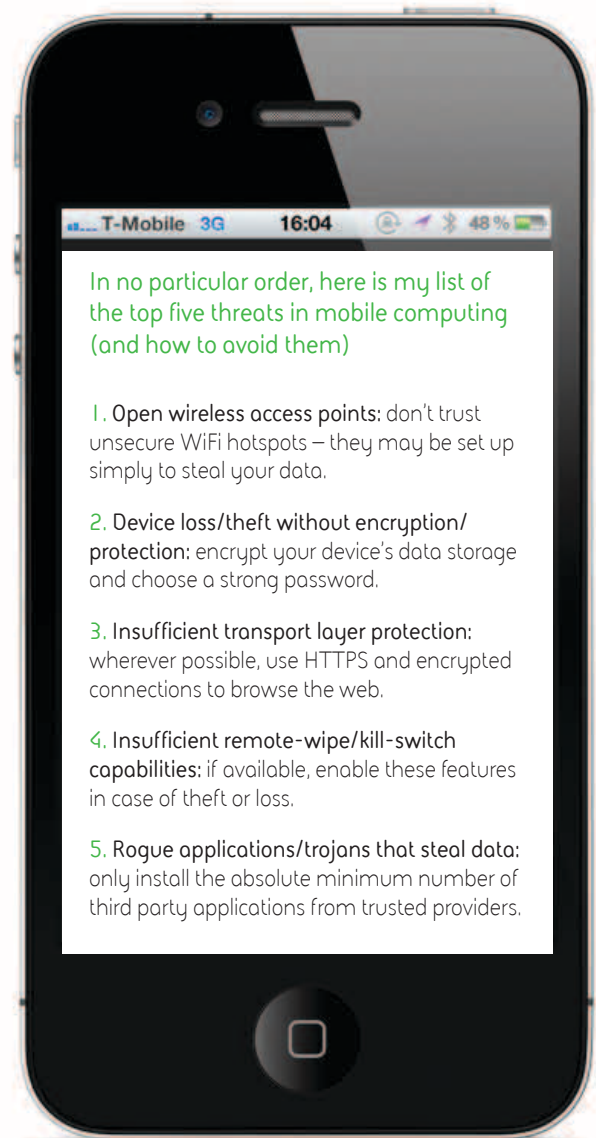 T-Mobile 3G 16:04 48%
In no particular order, here is my list of
the top five threats in mobile computing
(and how to avoid them)
1. Open wireless access points: don't trust
unsecure WiFi hotspots – they may be set up
simply to steal your data.
2. Device loss/theft without encryption/
protection: encrypt your device's data storage
and choose a strong password.
3. Insufficient transport layer protection:
wherever possible, use HTTPS and encrypted
connections to browse the web.
4. Insufficient remote-wipe/kill-switch
capabilities: if available, enable these features
in case of theft or loss.
5. Rogue applications/trojans that steal data:
only install the absolute minimum number of
third party applications from trusted providers.